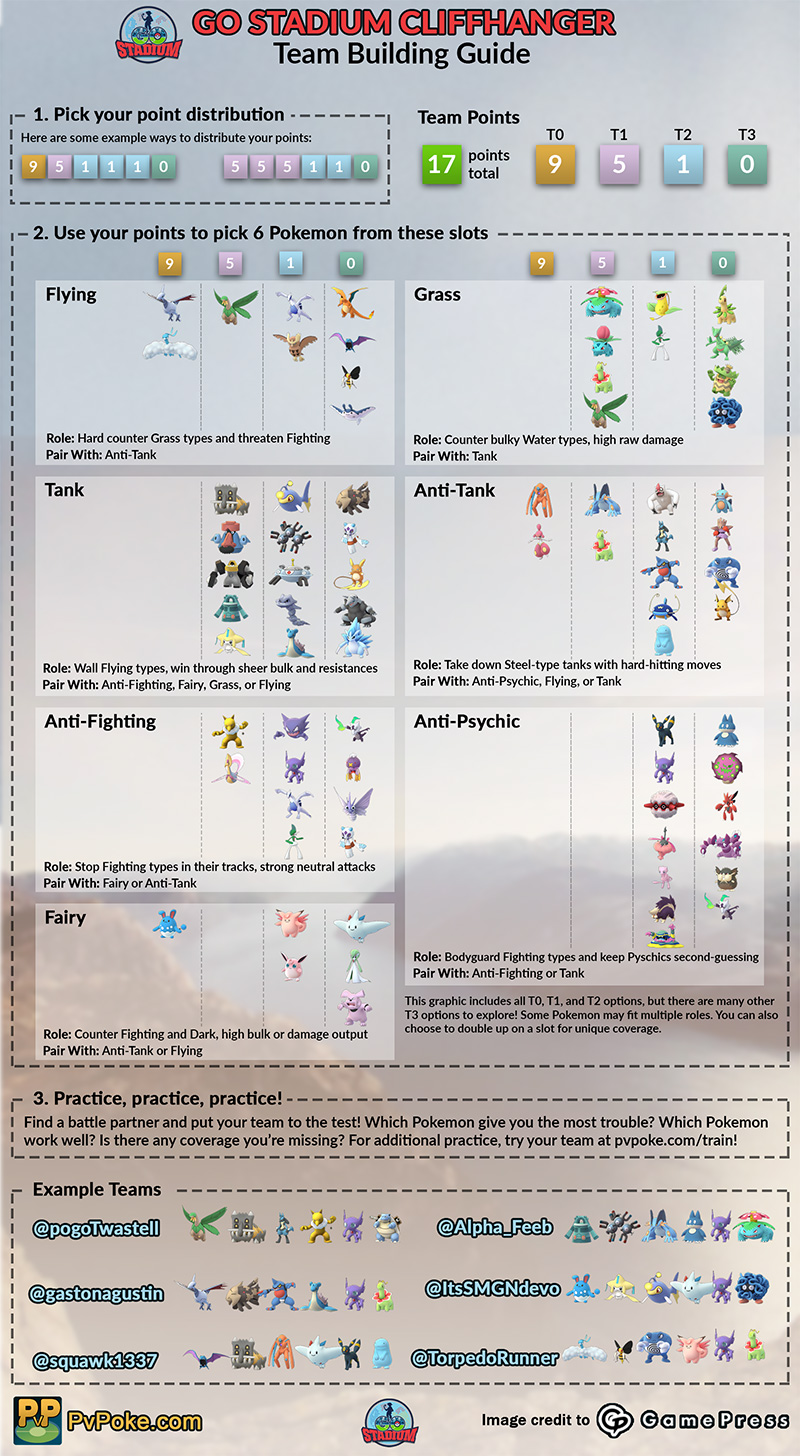 STADIUM
GO STADIUM CLIFFHANGER
Team Building Guide
1. Pick your point distribution
Here are some example ways to distribute your points:
9 5 1 1 1 0
5 5 5 1 1 0
Team Points
T0 T1 T2 T3
17 points total
9 5 1 0
2. Use your points to pick 6 Pokemon from these slots
9 5 1 0
9 5 1 0
Flying
Role: Hard counter Grass types and threaten Fighting
Pair With: Anti-Tank
Grass
Role: Counter bulky Water types, high raw damage
Pair With: Tank
Tank
Role: Wall Flying types, win through sheer bulk and resistances
Pair With: Anti-Fighting, Fairy, Grass, or Flying
Anti-Tank
Role: Take down Steel-type tanks with hard-hitting moves
Pair With: Anti-Psychic, Flying, or Tank
Anti-Fighting
Role: Stop Fighting types in their tracks, strong neutral attacks
Pair With: Fairy or Anti-Tank
Anti-Psychic
Role: Bodyguard Fighting types and keep Pyschics second-guessing
Pair With: Anti-Fighting or Tank
Fairy
Role: Counter Fighting and Dark, high bulk or damage output
Pair With: Anti-Tank or Flying
This graphic includes all T0, T1, and T2 options, but there are many other
T3 options to explore! Some Pokemon may fit multiple roles. You can also
choose to double up on a slot for unique coverage.
3. Practice, practice, practice!
Find a battle partner and put your team to the test! Which Pokemon give you the most trouble? Which Pokemon
work well? Is there any coverage you're missing? For additional practice, try your team at pvpoke.com/train!
Example Teams
@pogoTwastell
@Alpha_Feeb
@gastonagustin
@ItsSMGNdevo
@squawk1337
@TorpedoRunner
PvP
PvPoke.com
STADIUM
Image credit to
GP
GamePress